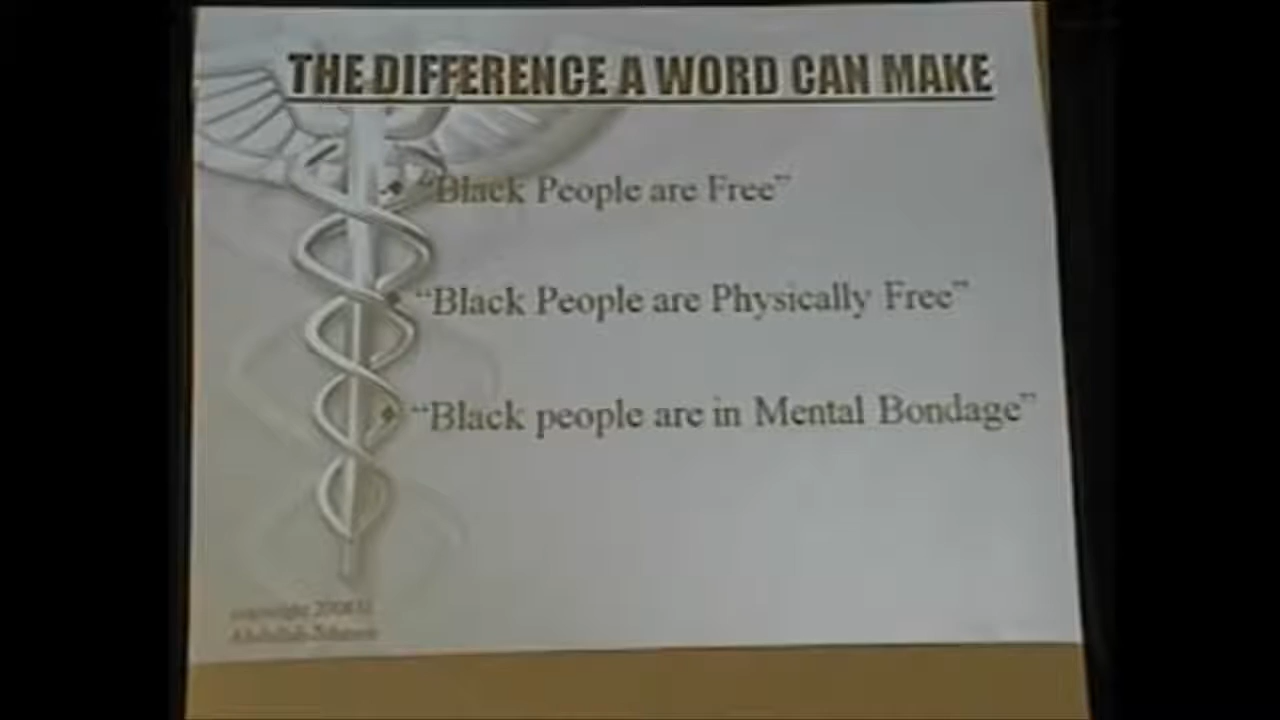 THE DIFFERENCE A WORD CAN MAKE
“Black People are Free”
“Black People are Physically Free”
“Black people are in Mental Bondage”
copyright